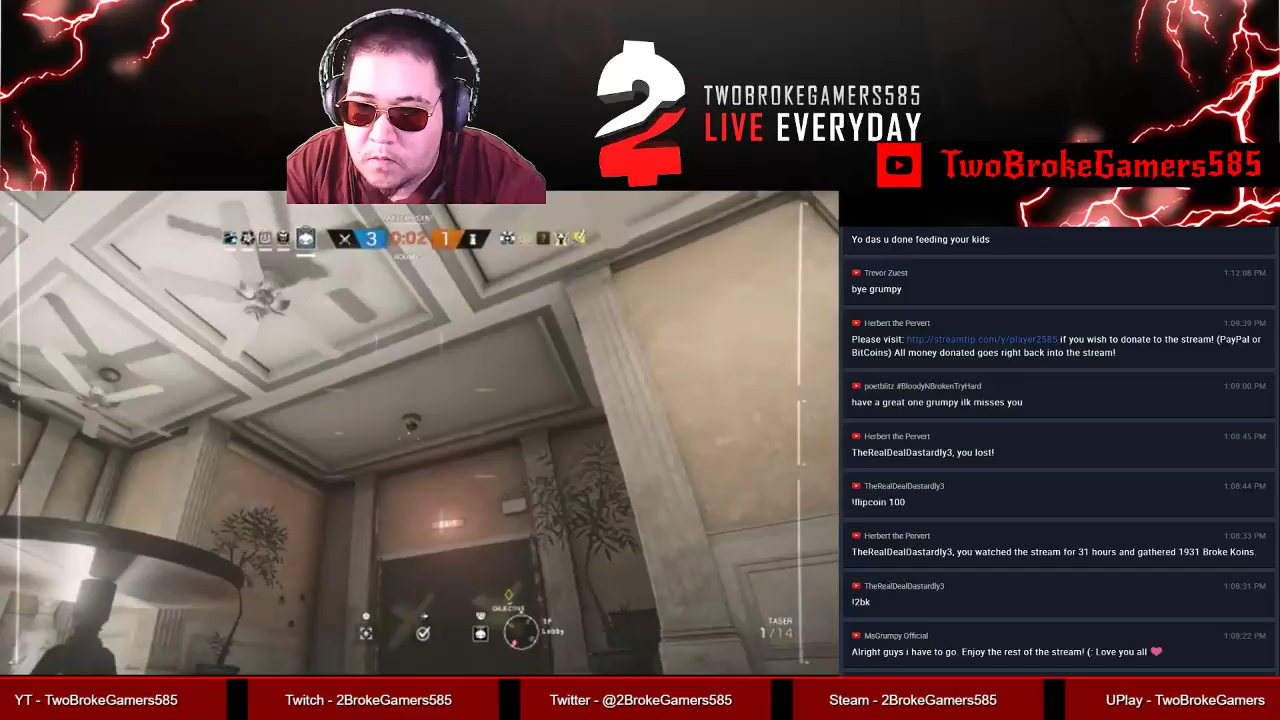 TWOBROKEGAMERS585
LIVE EVERYDAY
TwoBrokeGamers585
3 0:02 1
OBJECTIVE
1F
Lobby
TASER
1/14
Yo das u done feeding your kids
Trevor Zuest 1:12:08 PM
bye grumpy
Herbert the Pervert 1:09:39 PM
Please visit: http://streamtip.com/y/player2585 if you wish to donate to the stream! (PayPal or
BitCoins) All money donated goes right back into the stream!
poetblitz #BloodyNBrokenTryHard 1:09:00 PM
have a great one grumpy ilk misses you
Herbert the Pervert 1:08:45 PM
TheRealDealDastardly3, you lost!
TheRealDealDastardly3 1:08:44 PM
!flipcoin 100
Herbert the Pervert 1:08:33 PM
TheRealDealDastardly3, you watched the stream for 31 hours and gathered 1931 Broke Koins.
TheRealDealDastardly3 1:08:31 PM
!2bk
MsGrumpy Official 1:08:22 PM
Alright guys i have to go. Enjoy the rest of the stream! (: Love you all
YT - TwoBrokeGamers585
Twitch - 2BrokeGamers585
Twitter - @2BrokeGamers585
Steam - 2BrokeGamers585
UPlay - TwoBrokeGamers